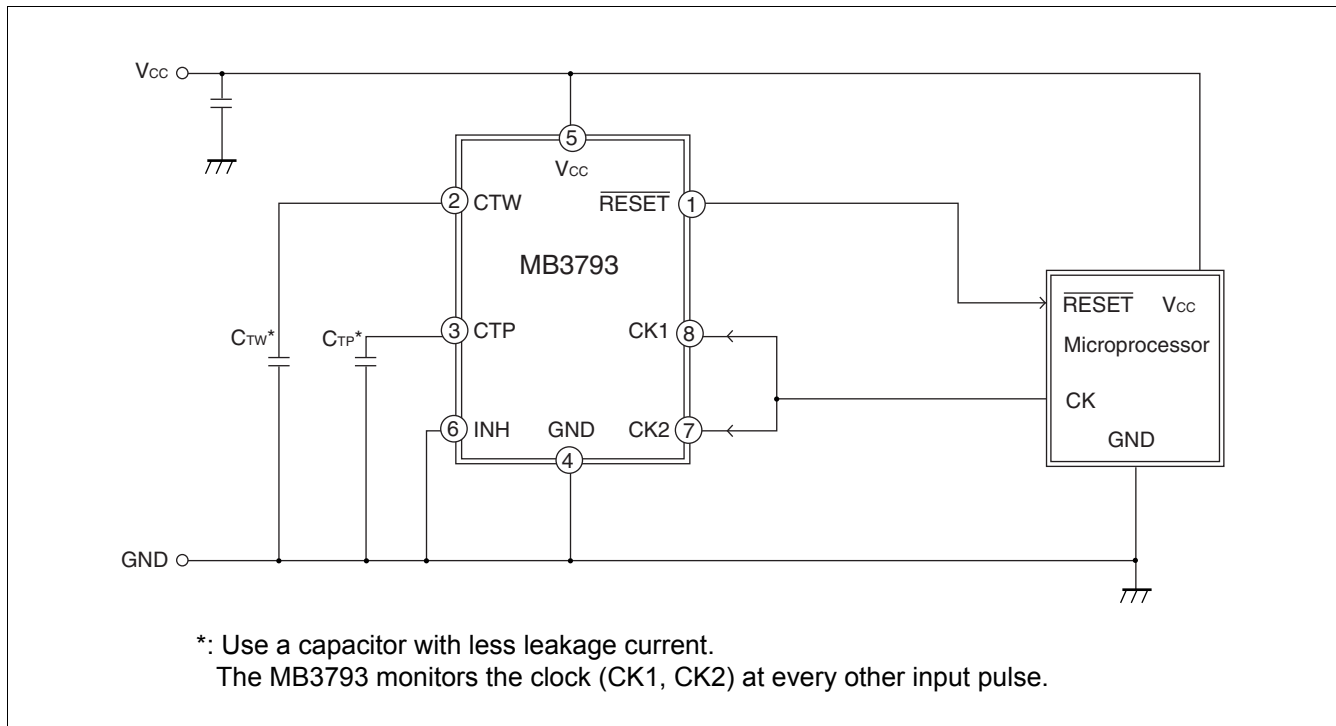 VCC
5
VCC
2 CTW RESET 1
MB3793
RESET VCC
CTW* CTP* 3 CTP CK1 8
Microprocessor
CK
6 INH GND CK2 7
GND
4
GND
*: Use a capacitor with less leakage current.
The MB3793 monitors the clock (CK1, CK2) at every other input pulse.